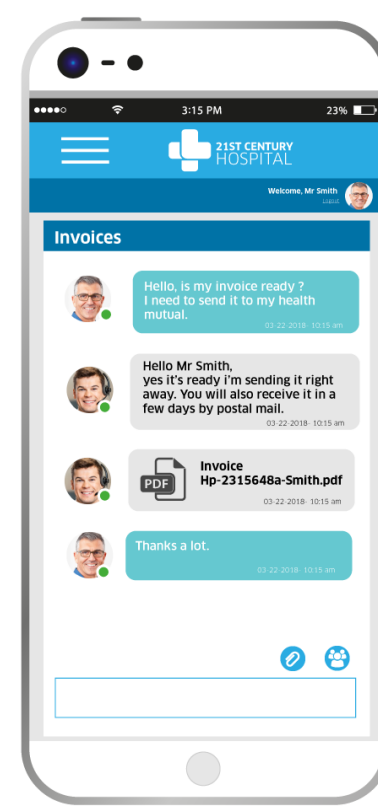 3:15 PM
23%
21ST CENTURY
HOSPITAL
Welcome, Mr Smith
Invoices
Hello, is my invoice ready ?
I need to send it to my health
mutual.
03-22-2018- 10:15 am
Hello Mr Smith,
yes it's ready i'm sending it right
away. You will also receive it in a
few days by postal mail.
03-22-2018- 10:15 am
PDF
Invoice
Hp-2315648a-Smith.pdf
03-22-2018- 10:15 am
Thanks a lot.
03-22-2018- 10:15 am